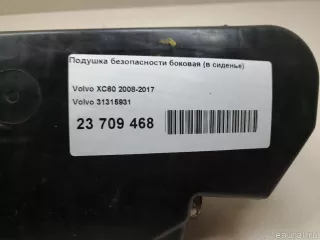 Подушка безопасности боковая (в сиденье)
Volvo XC60 2008-2017
Volvo 31315931
23 709 468